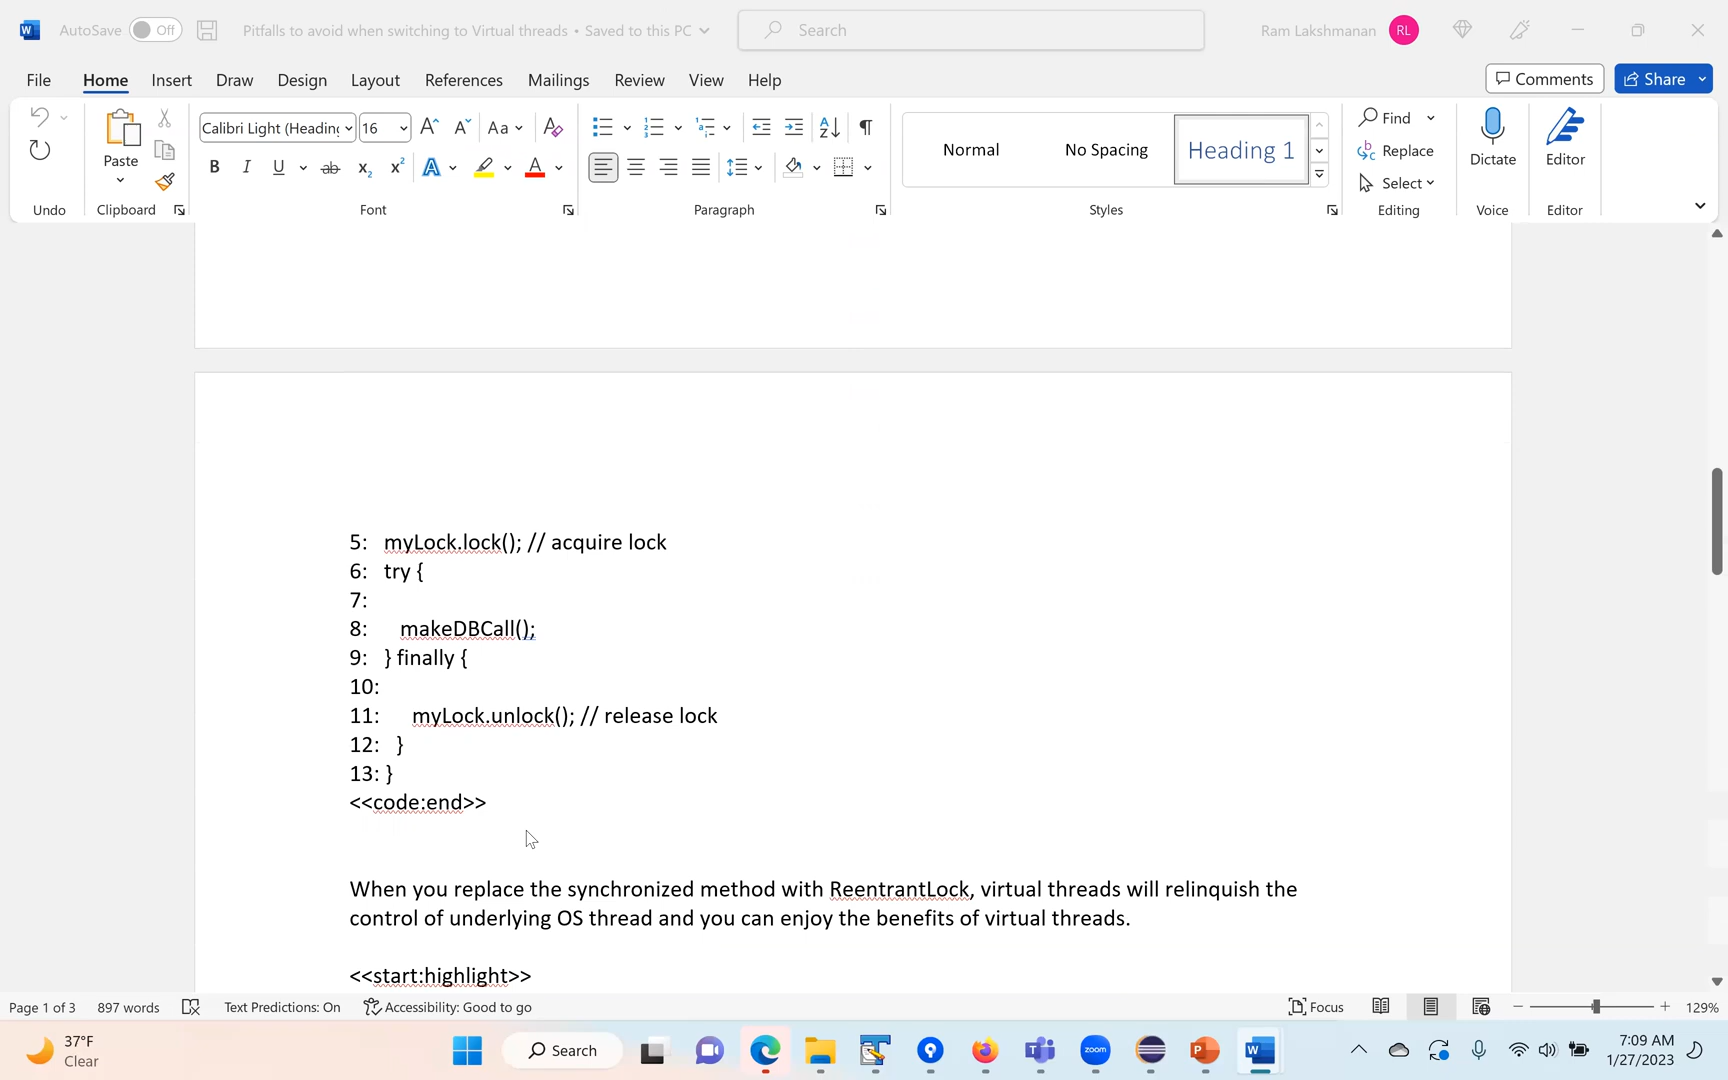 AutoSave Off Pitfalls to avoid when switching to Virtual threads • Saved to this PC Search Ram Lakshmanan RL
File Home Insert Draw Design Layout References Mailings Review View Help Comments Share
Calibri Light (Heading 16 A A Aa A Find
Paste Normal No Spacing Heading 1 Replace Dictate Editor
B I U ab x₂ x² A A Select
Undo Clipboard Font Paragraph Styles Editing Voice Editor
5: myLock.lock(); // acquire lock
6: try {
7:
8: makeDBCall();
9: } finally {
10:
11: myLock.unlock(); // release lock
12: }
13: }
<<code:end>>
When you replace the synchronized method with ReentrantLock, virtual threads will relinquish the
control of underlying OS thread and you can enjoy the benefits of virtual threads.
<<start:highlight>>
Page 1 of 3 897 words Text Predictions: On Accessibility: Good to go Focus 129%
37°F
Clear
Search
zoom
7:09 AM
1/27/2023